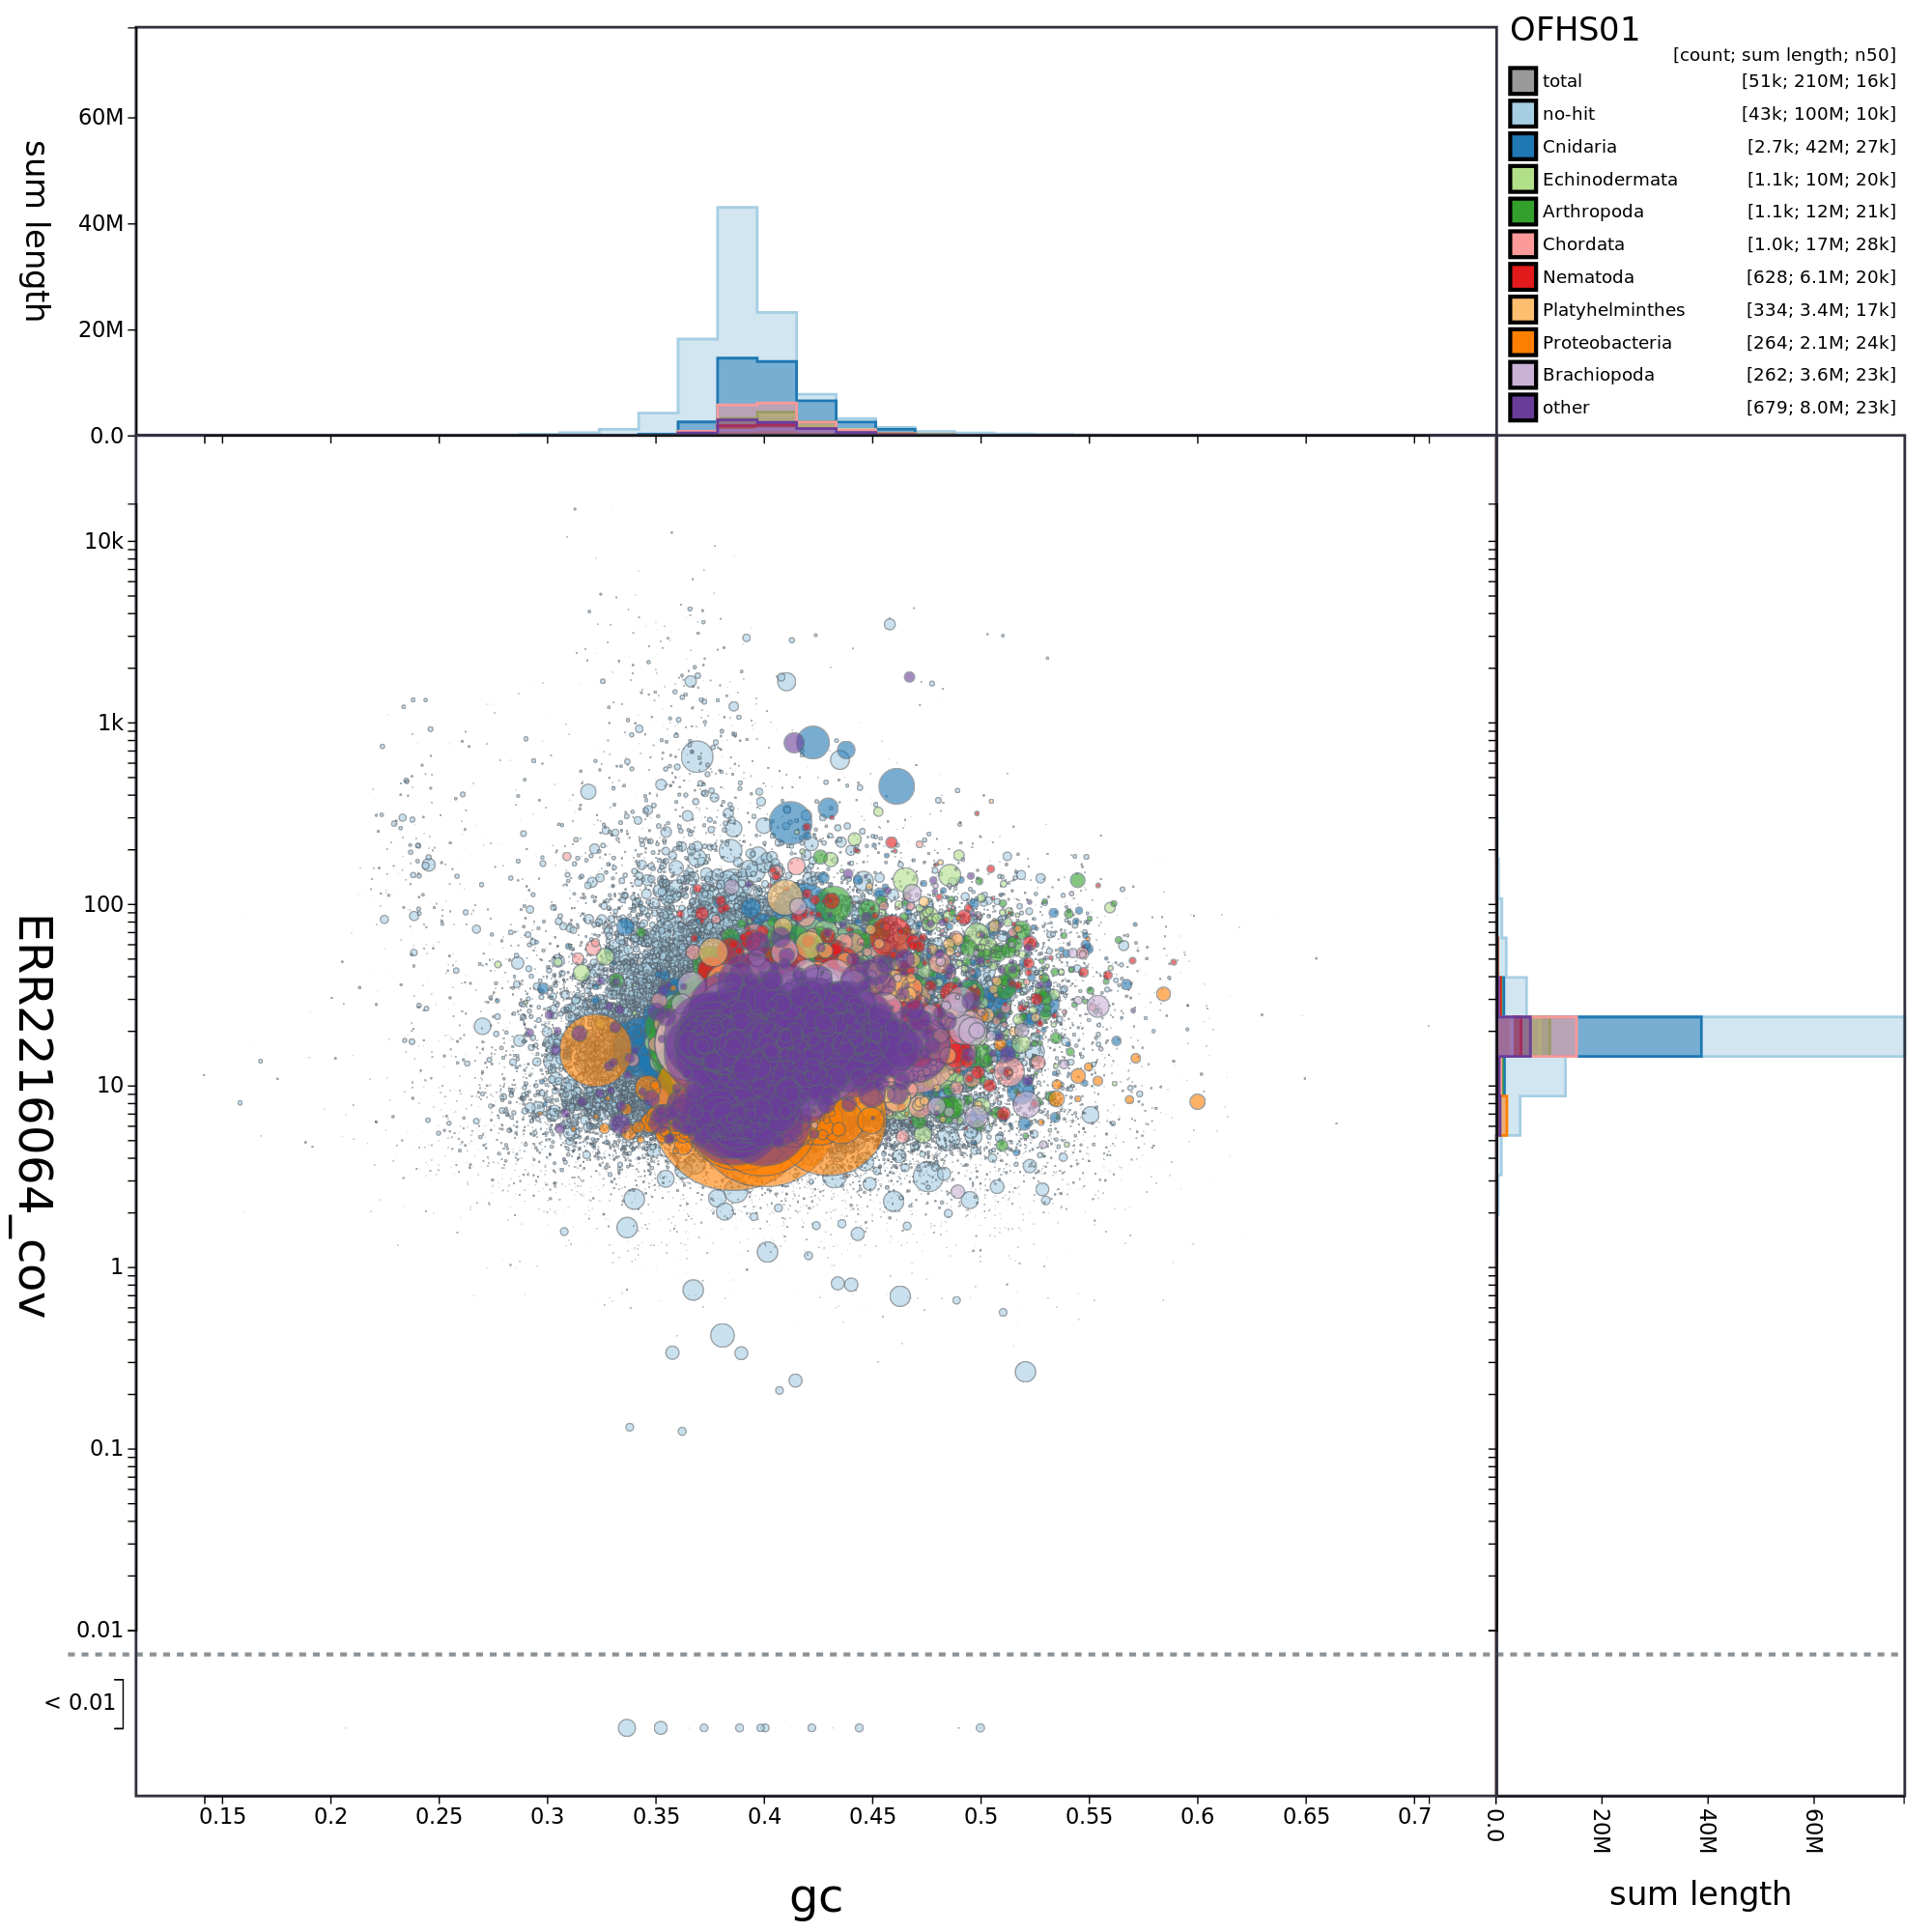 OFHS01
[count; sum length; n50]
total [51k; 210M; 16k]
no-hit [43k; 100M; 10k]
Cnidaria [2.7k; 42M; 27k]
Echinodermata [1.1k; 10M; 20k]
Arthropoda [1.1k; 12M; 21k]
Chordata [1.0k; 17M; 28k]
Nematoda [628; 6.1M; 20k]
Platyhelminthes [334; 3.4M; 17k]
Proteobacteria [264; 2.1M; 24k]
Brachiopoda [262; 3.6M; 23k]
other [679; 8.0M; 23k]
sum length
60M
40M
20M
0.0
ERR2216064_cov
10k
1k
100
10
1
0.1
0.01
< 0.01
0.15 0.2 0.25 0.3 0.35 0.4 0.45 0.5 0.55 0.6 0.65 0.7
gc
0.0 20M 40M 60M
sum length